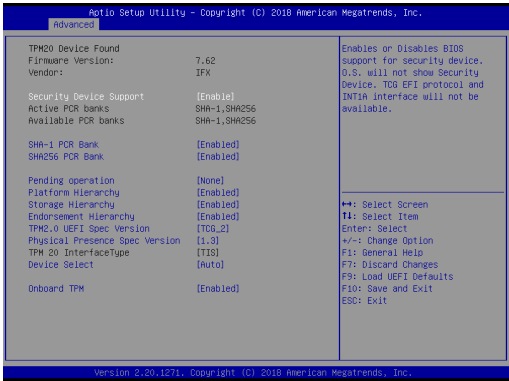 Aptio Setup Utility – Copyright (C) 2018 American Megatrends, Inc.
Advanced
TPM20 Device Found
Firmware Version: 7.62
Vendor: IFX
Security Device Support [Enable]
Active PCR banks SHA-1,SHA256
Available PCR banks SHA-1,SHA256
SHA-1 PCR Bank [Enabled]
SHA256 PCR Bank [Enabled]
Pending operation [None]
Platform Hierarchy [Enabled]
Storage Hierarchy [Enabled]
Endorsement Hierarchy [Enabled]
TPM2.0 UEFI Spec Version [TCG_2]
Physical Presence Spec Version [1.3]
TPM 20 InterfaceType [TIS]
Device Select [Auto]
Onboard TPM [Enabled]
Enables or Disables BIOS
support for security device.
O.S. will not show Security
Device. TCG EFI protocol and
INT1A interface will not be
available.
↔: Select Screen
↑↓: Select Item
Enter: Select
+/-: Change Option
F1: General Help
F7: Discard Changes
F9: Load UEFI Defaults
F10: Save and Exit
ESC: Exit
Version 2.20.1271. Copyright (C) 2018 American Megatrends, Inc.